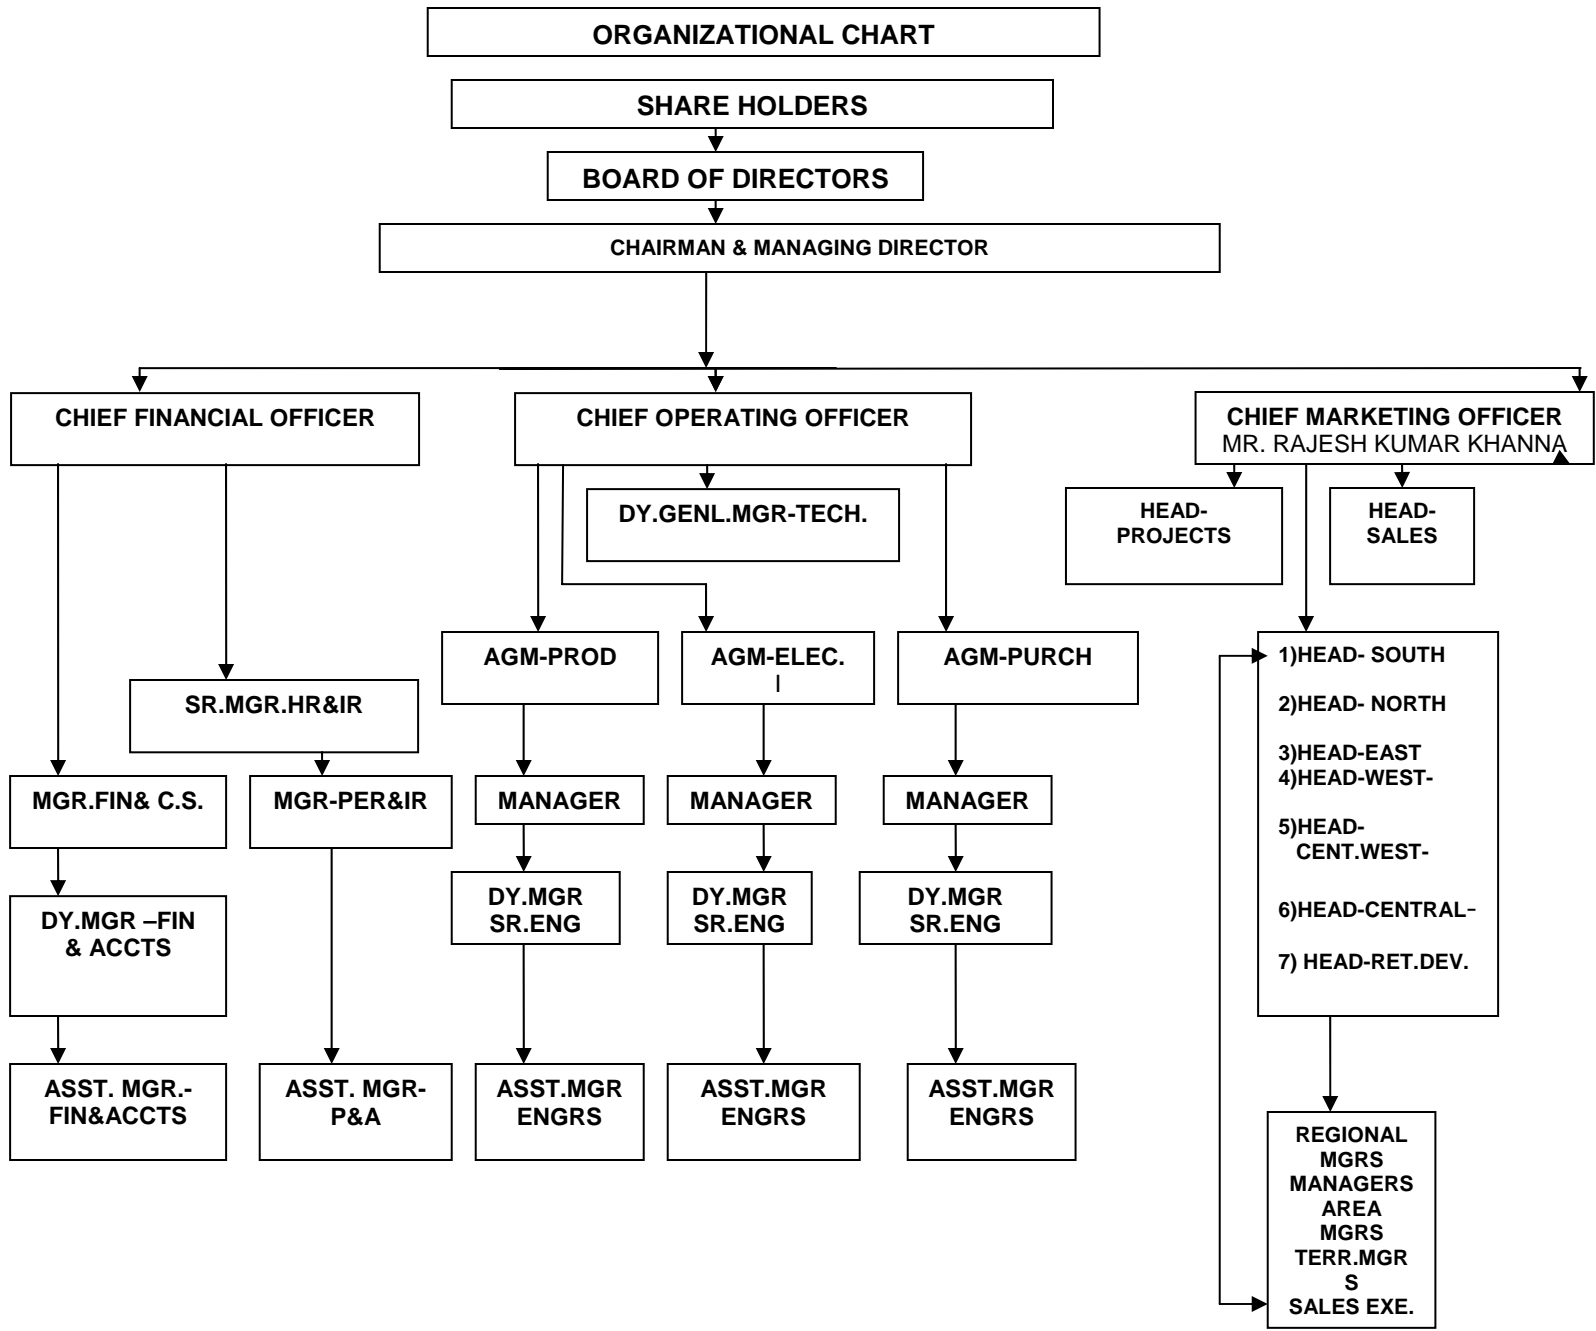 ORGANIZATIONAL CHART
SHARE HOLDERS
BOARD OF DIRECTORS
CHAIRMAN & MANAGING DIRECTOR
CHIEF FINANCIAL OFFICER
CHIEF OPERATING OFFICER
CHIEF MARKETING OFFICER
MR. RAJESH KUMAR KHANNA
DY.GENL.MGR-TECH.
HEAD-
PROJECTS
HEAD-
SALES
AGM-PROD
AGM-ELEC.
AGM-PURCH
SR.MGR.HR&IR
MGR.FIN& C.S.
MGR-PER&IR
MANAGER
MANAGER
MANAGER
DY.MGR –FIN
& ACCTS
DY.MGR
SR.ENG
DY.MGR
SR.ENG
DY.MGR
SR.ENG
ASST. MGR.-
FIN&ACCTS
ASST. MGR-
P&A
ASST.MGR
ENGRS
ASST.MGR
ENGRS
ASST.MGR
ENGRS
1)HEAD- SOUTH
2)HEAD- NORTH
3)HEAD-EAST
4)HEAD-WEST-
5)HEAD-
CENT.WEST-
6)HEAD-CENTRAL-
7) HEAD-RET.DEV.
REGIONAL
MGRS
MANAGERS
AREA
MGRS
TERR.MGR
S
SALES EXE.